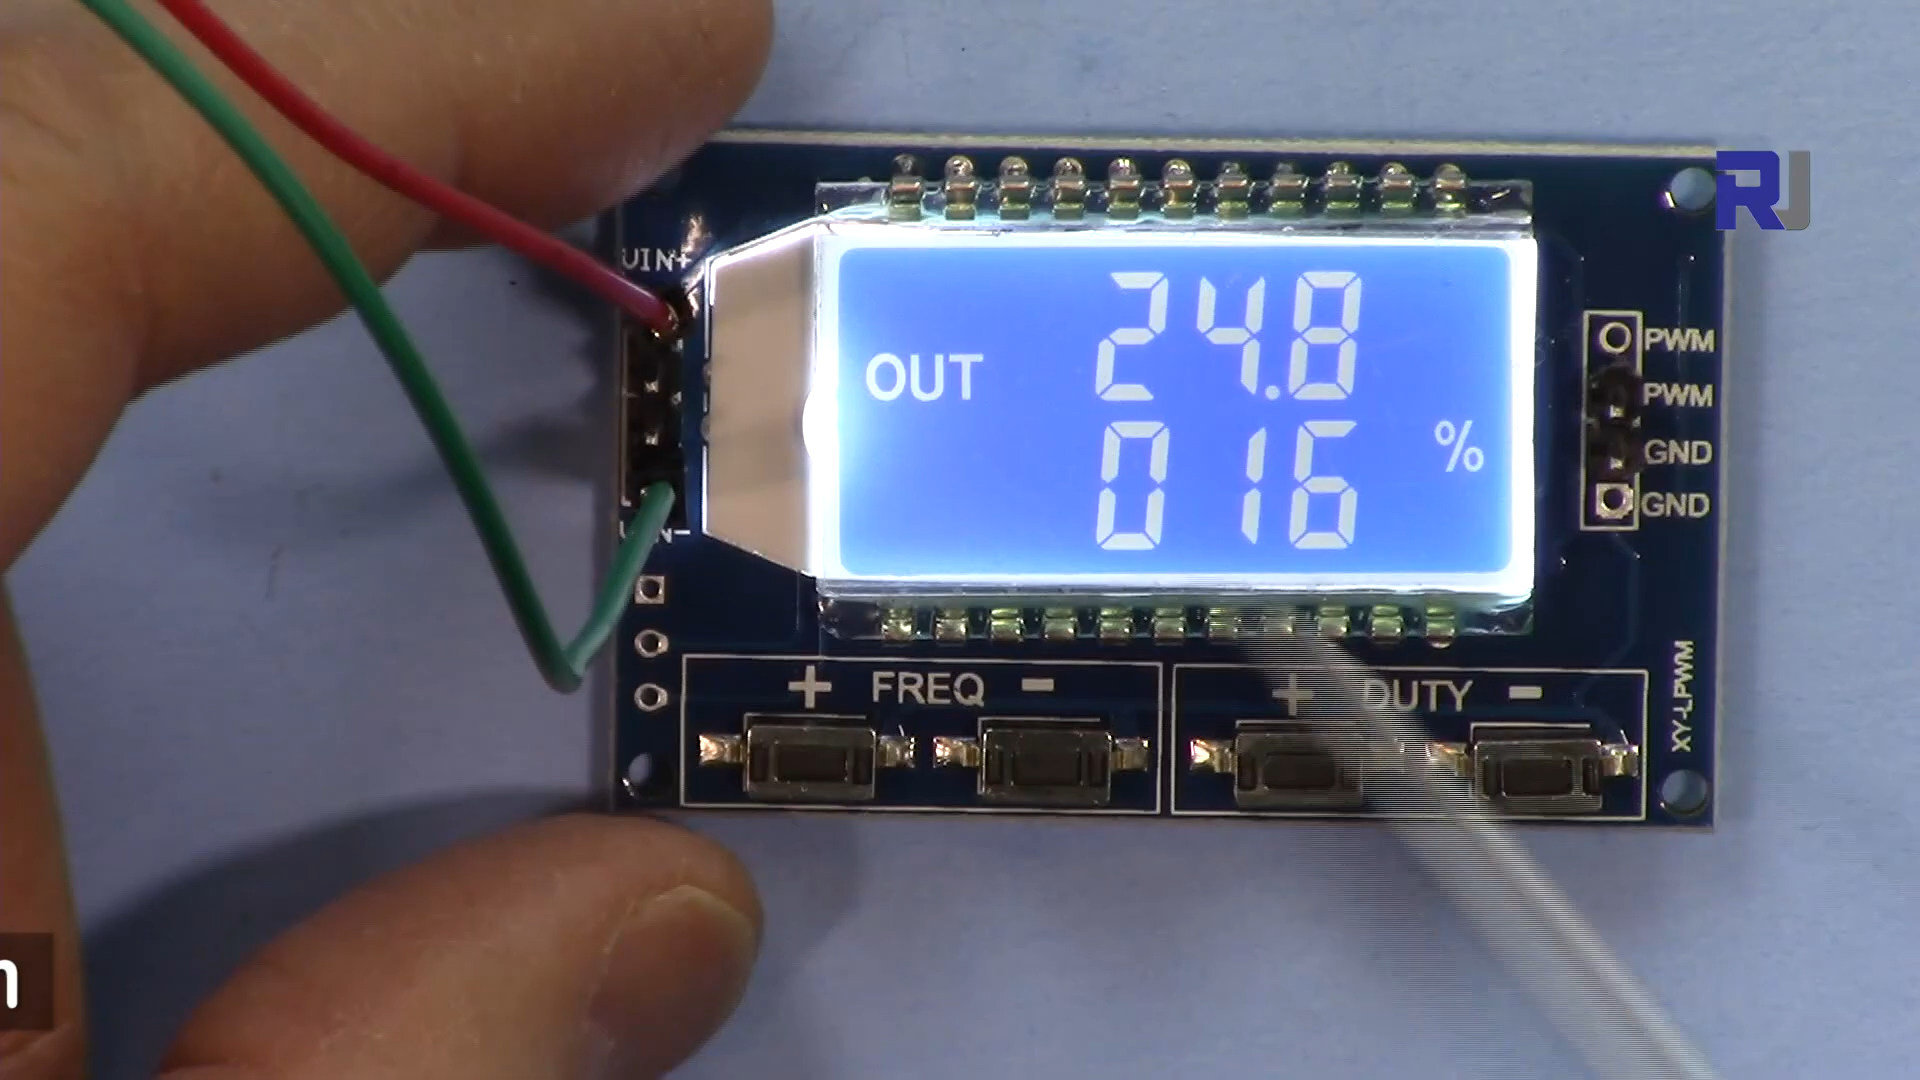 RJ
VIN+
OUT
24.8
016 %
PWM
PWM
GND
GND
+ FREQ -
+ DUTY -
XY-LPWM